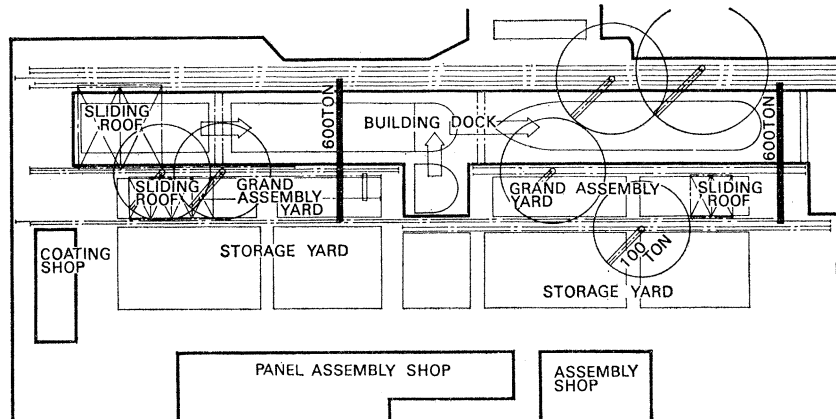 SLIDING
ROOF
600TON
BUILDING DOCK
600TON
SLIDING
ROOF
GRAND
ASSEMBLY
YARD
GRAND ASSEMBLY
YARD
SLIDING
ROOF
COATING
SHOP
STORAGE YARD
100
TON
STORAGE YARD
PANEL ASSEMBLY SHOP
ASSEMBLY
SHOP